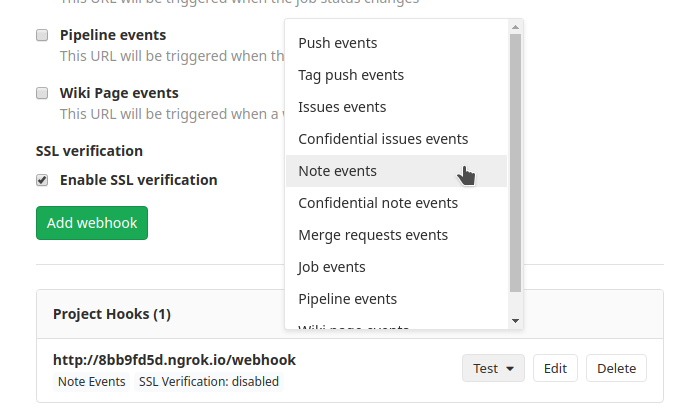 This URL will be triggered when the job status changes
Pipeline events
This URL will be triggered when th
Wiki Page events
This URL will be triggered when a
SSL verification
Enable SSL verification
Add webhook
Push events
Tag push events
Issues events
Confidential issues events
Note events
Confidential note events
Merge requests events
Job events
Pipeline events
Wiki page events
Project Hooks (1)
http://8bb9fd5d.ngrok.io/webhook
Note Events SSL Verification: disabled
Test Edit Delete